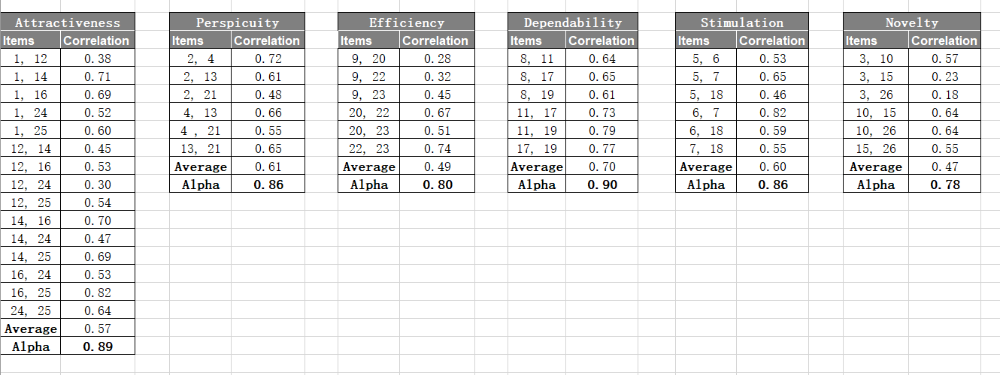 Attractiveness Perspicuity Efficiency Dependability Stimulation Novelty
Items Correlation Items Correlation Items Correlation Items Correlation Items Correlation Items Correlation
1, 12 0.38 2, 4 0.72 9, 20 0.28 8, 11 0.64 5, 6 0.53 3, 10 0.57
1, 14 0.71 2, 13 0.61 9, 22 0.32 8, 17 0.65 5, 7 0.65 3, 15 0.23
1, 16 0.69 2, 21 0.48 9, 23 0.45 8, 19 0.61 5, 18 0.46 3, 26 0.18
1, 24 0.52 4, 13 0.66 20, 22 0.67 11, 17 0.73 6, 7 0.82 10, 15 0.64
1, 25 0.60 4 , 21 0.55 20, 23 0.51 11, 19 0.79 6, 18 0.59 10, 26 0.64
12, 14 0.45 13, 21 0.65 22, 23 0.74 17, 19 0.77 7, 18 0.55 15, 26 0.55
12, 16 0.53 Average 0.61 Average 0.49 Average 0.70 Average 0.60 Average 0.47
12, 24 0.30 Alpha 0.86 Alpha 0.80 Alpha 0.90 Alpha 0.86 Alpha 0.78
12, 25 0.54
14, 16 0.70
14, 24 0.47
14, 25 0.69
16, 24 0.53
16, 25 0.82
24, 25 0.64
Average 0.57
Alpha 0.89